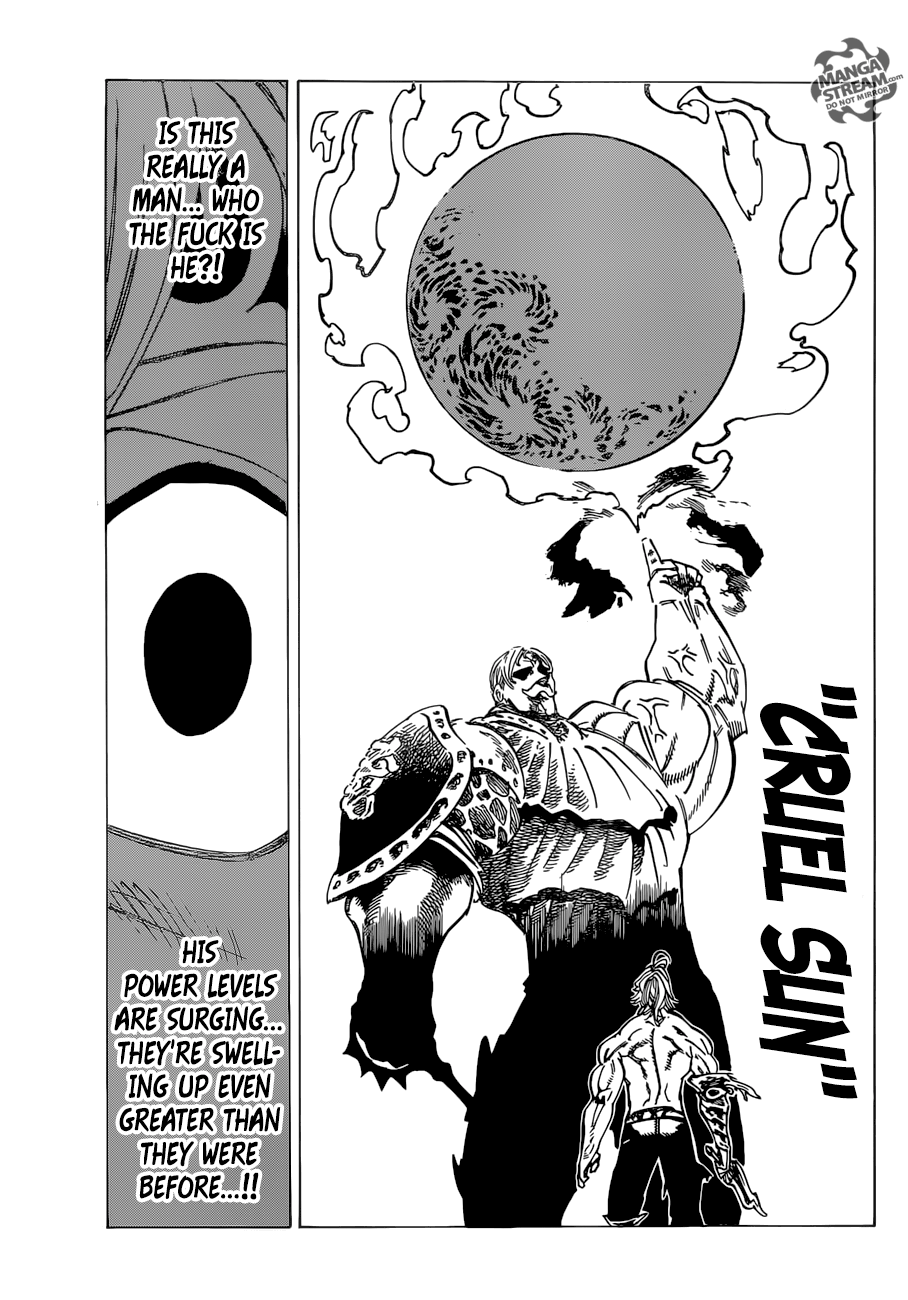 MANGA
STREAM.com
DO NOT MIRROR
"CRUEL SUN"
IS THIS
REALLY A
MAN... WHO
THE FUCK IS
HE?!
HIS
POWER LEVELS
ARE SURGING...
THEY'RE SWELL-
ING UP EVEN
GREATER THAN
THEY WERE
BEFORE...!!